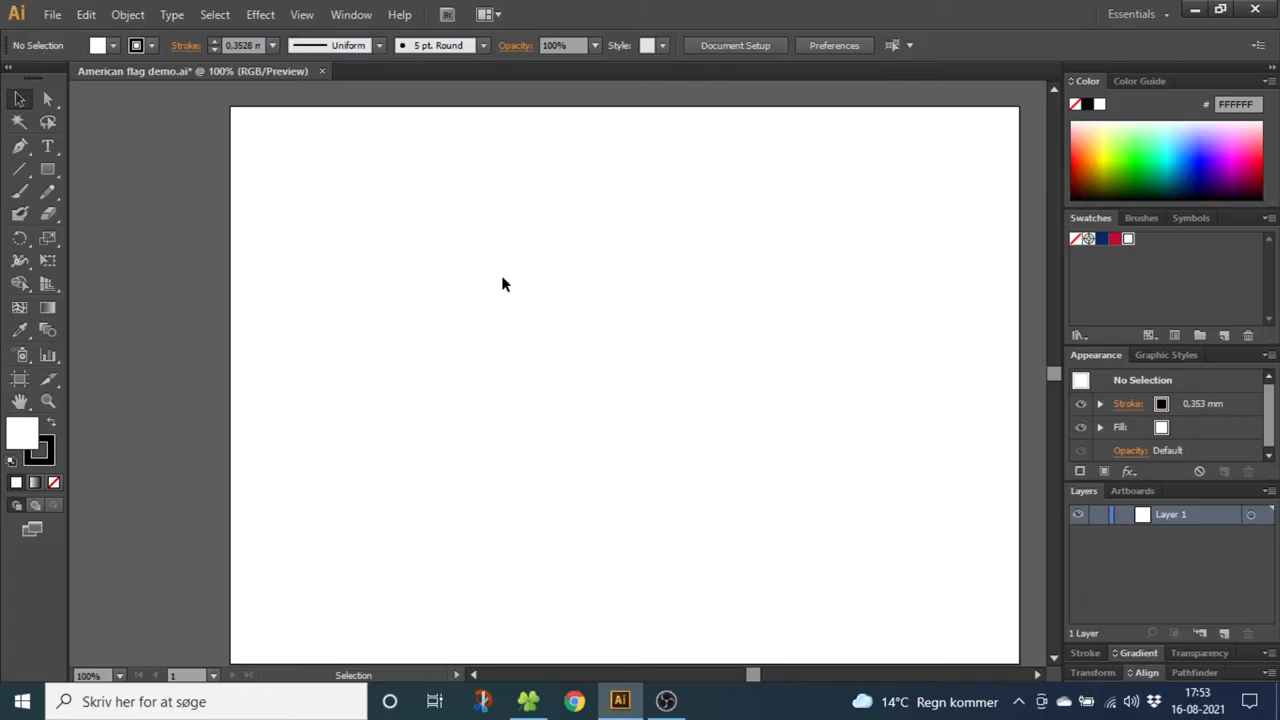 Ai File Edit Object Type Select Effect View Window Help Br Essentials
No Selection Stroke: 0,3528 m Uniform 5 pt. Round Opacity: 100% Style: Document Setup Preferences
American flag demo.ai* @ 100% (RGB/Preview) ×
Color Color Guide
# FFFFFF
Swatches Brushes Symbols
Appearance Graphic Styles
No Selection
Stroke: 0,353 mm
Fill:
Opacity: Default
fx
Layers Artboards
Layer 1
1 Layer
Stroke Gradient Transparency
Transform Align Pathfinder
100% 1 Selection
Skriv her for at søge
Ai
14°C Regn kommer
17:53
16-08-2021